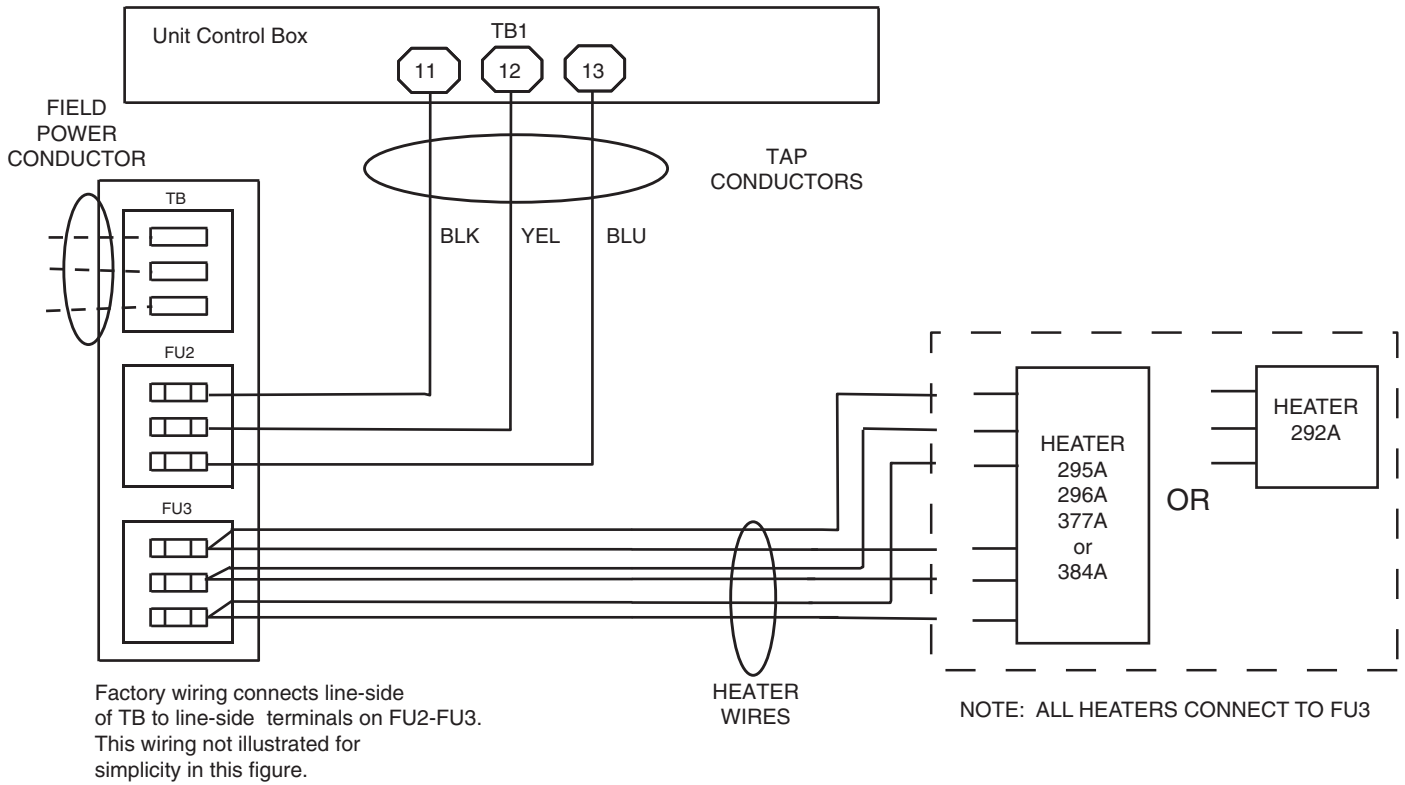 Unit Control Box
TB1
11
12
13
FIELD
POWER
CONDUCTOR
TAP
CONDUCTORS
TB
BLK
YEL
BLU
FU2
HEATER
295A
296A
377A
or
384A
OR
HEATER
292A
FU3
HEATER
WIRES
NOTE: ALL HEATERS CONNECT TO FU3
Factory wiring connects line-side
of TB to line-side terminals on FU2-FU3.
This wiring not illustrated for
simplicity in this figure.